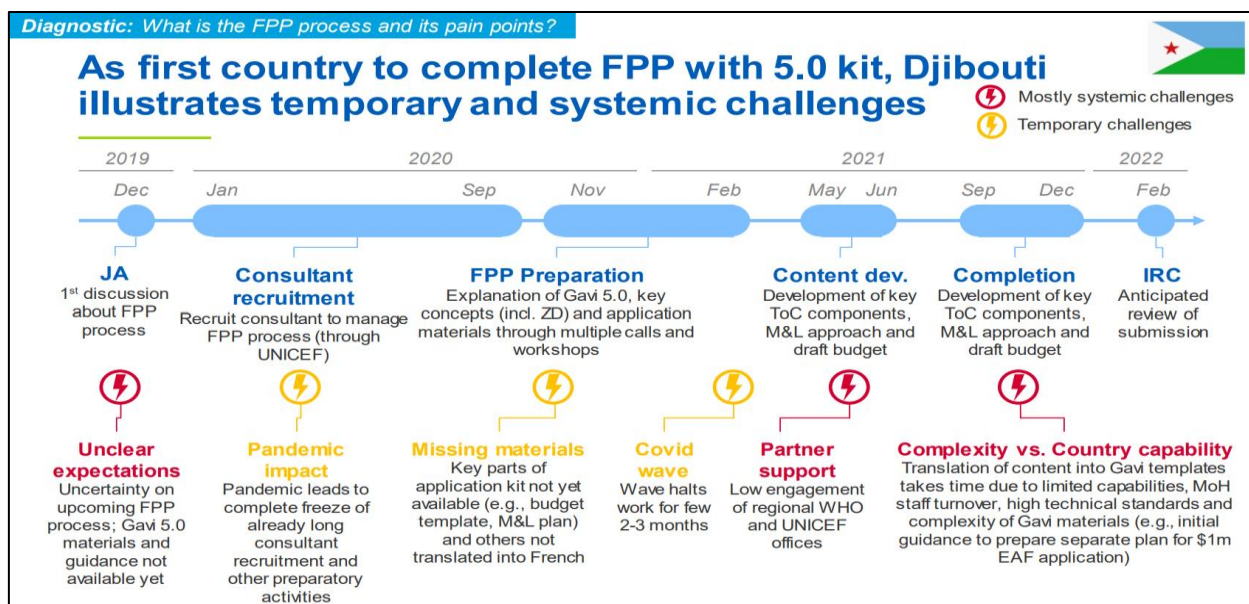 Diagnostic: What is the FPP process and its pain points?
As first country to complete FPP with 5.0 kit, Djibouti
illustrates temporary and systemic challenges
Mostly systemic challenges
Temporary challenges
2019
2020
2021
2022
Dec
Jan
Sep
Nov
Feb
May
Jun
Sep
Dec
Feb
JA
1st discussion
about FPP
process
Consultant
recruitment
Recruit consultant to manage
FPP process (through
UNICEF)
FPP Preparation
Explanation of Gavi 5.0, key
concepts (incl. ZD) and application
materials through multiple calls and
workshops
Content dev.
Development of key
ToC components,
M&L approach and
draft budget
Completion
Development of key
ToC components,
M&L approach and
draft budget
IRC
Anticipated
review of
submission
Unclear
expectations
Uncertainty on
upcoming FPP
process; Gavi 5.0
materials and
guidance not
available yet
Pandemic
impact
Pandemic leads to
complete freeze of
already long
consultant
recruitment and
other preparatory
activities
Missing materials
Key parts of
application kit not yet
available (e.g., budget
template, M&L plan)
and others not
translated into French
Covid
wave
Wave halts
work for few
2-3 months
Partner
support
Low engagement
of regional WHO
and UNICEF
offices
Complexity vs. Country capability
Translation of content into Gavi templates
takes time due to limited capabilities, MoH
staff turnover, high technical standards and
complexity of Gavi materials (e.g., initial
guidance to prepare separate plan for $1m
EAF application)